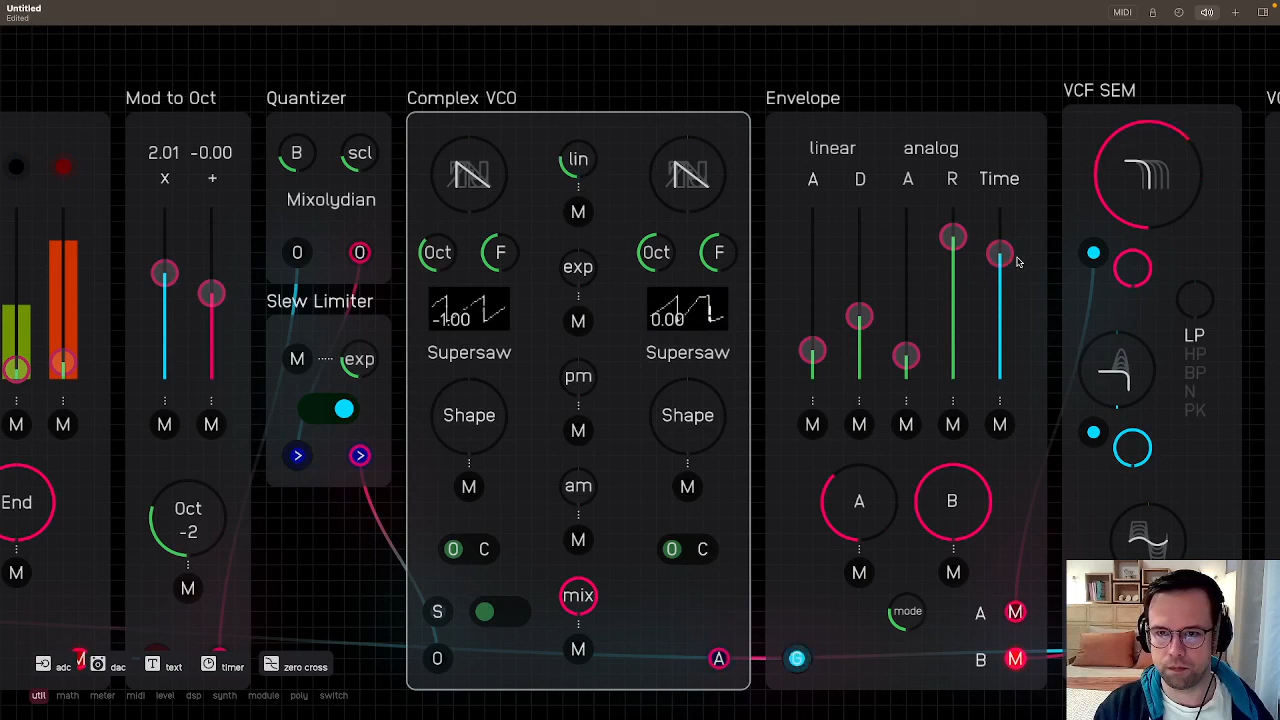 Untitled
Edited
MIDI
Mod to Oct
2.01 -0.00
x +
M M
Oct
-2
M
M M
End
M
Quantizer
B scl
Mixolydian
O O
Slew Limiter
M exp
> >
Complex VCO
lin
M
Oct F
Oct F
exp
-1.00
0.00
M
Supersaw
Supersaw
pm
Shape
Shape
M
M
am
M
M
O C
O C
mix
S
O
M
A
Envelope
linear analog
A D A R Time
M M M M M
A B
M M
mode
A M
G
B M
VCF SEM
LP
HP
BP
N
PK
adc
dac
T text
timer
zero cross
util math meter midi level dsp synth module poly switch